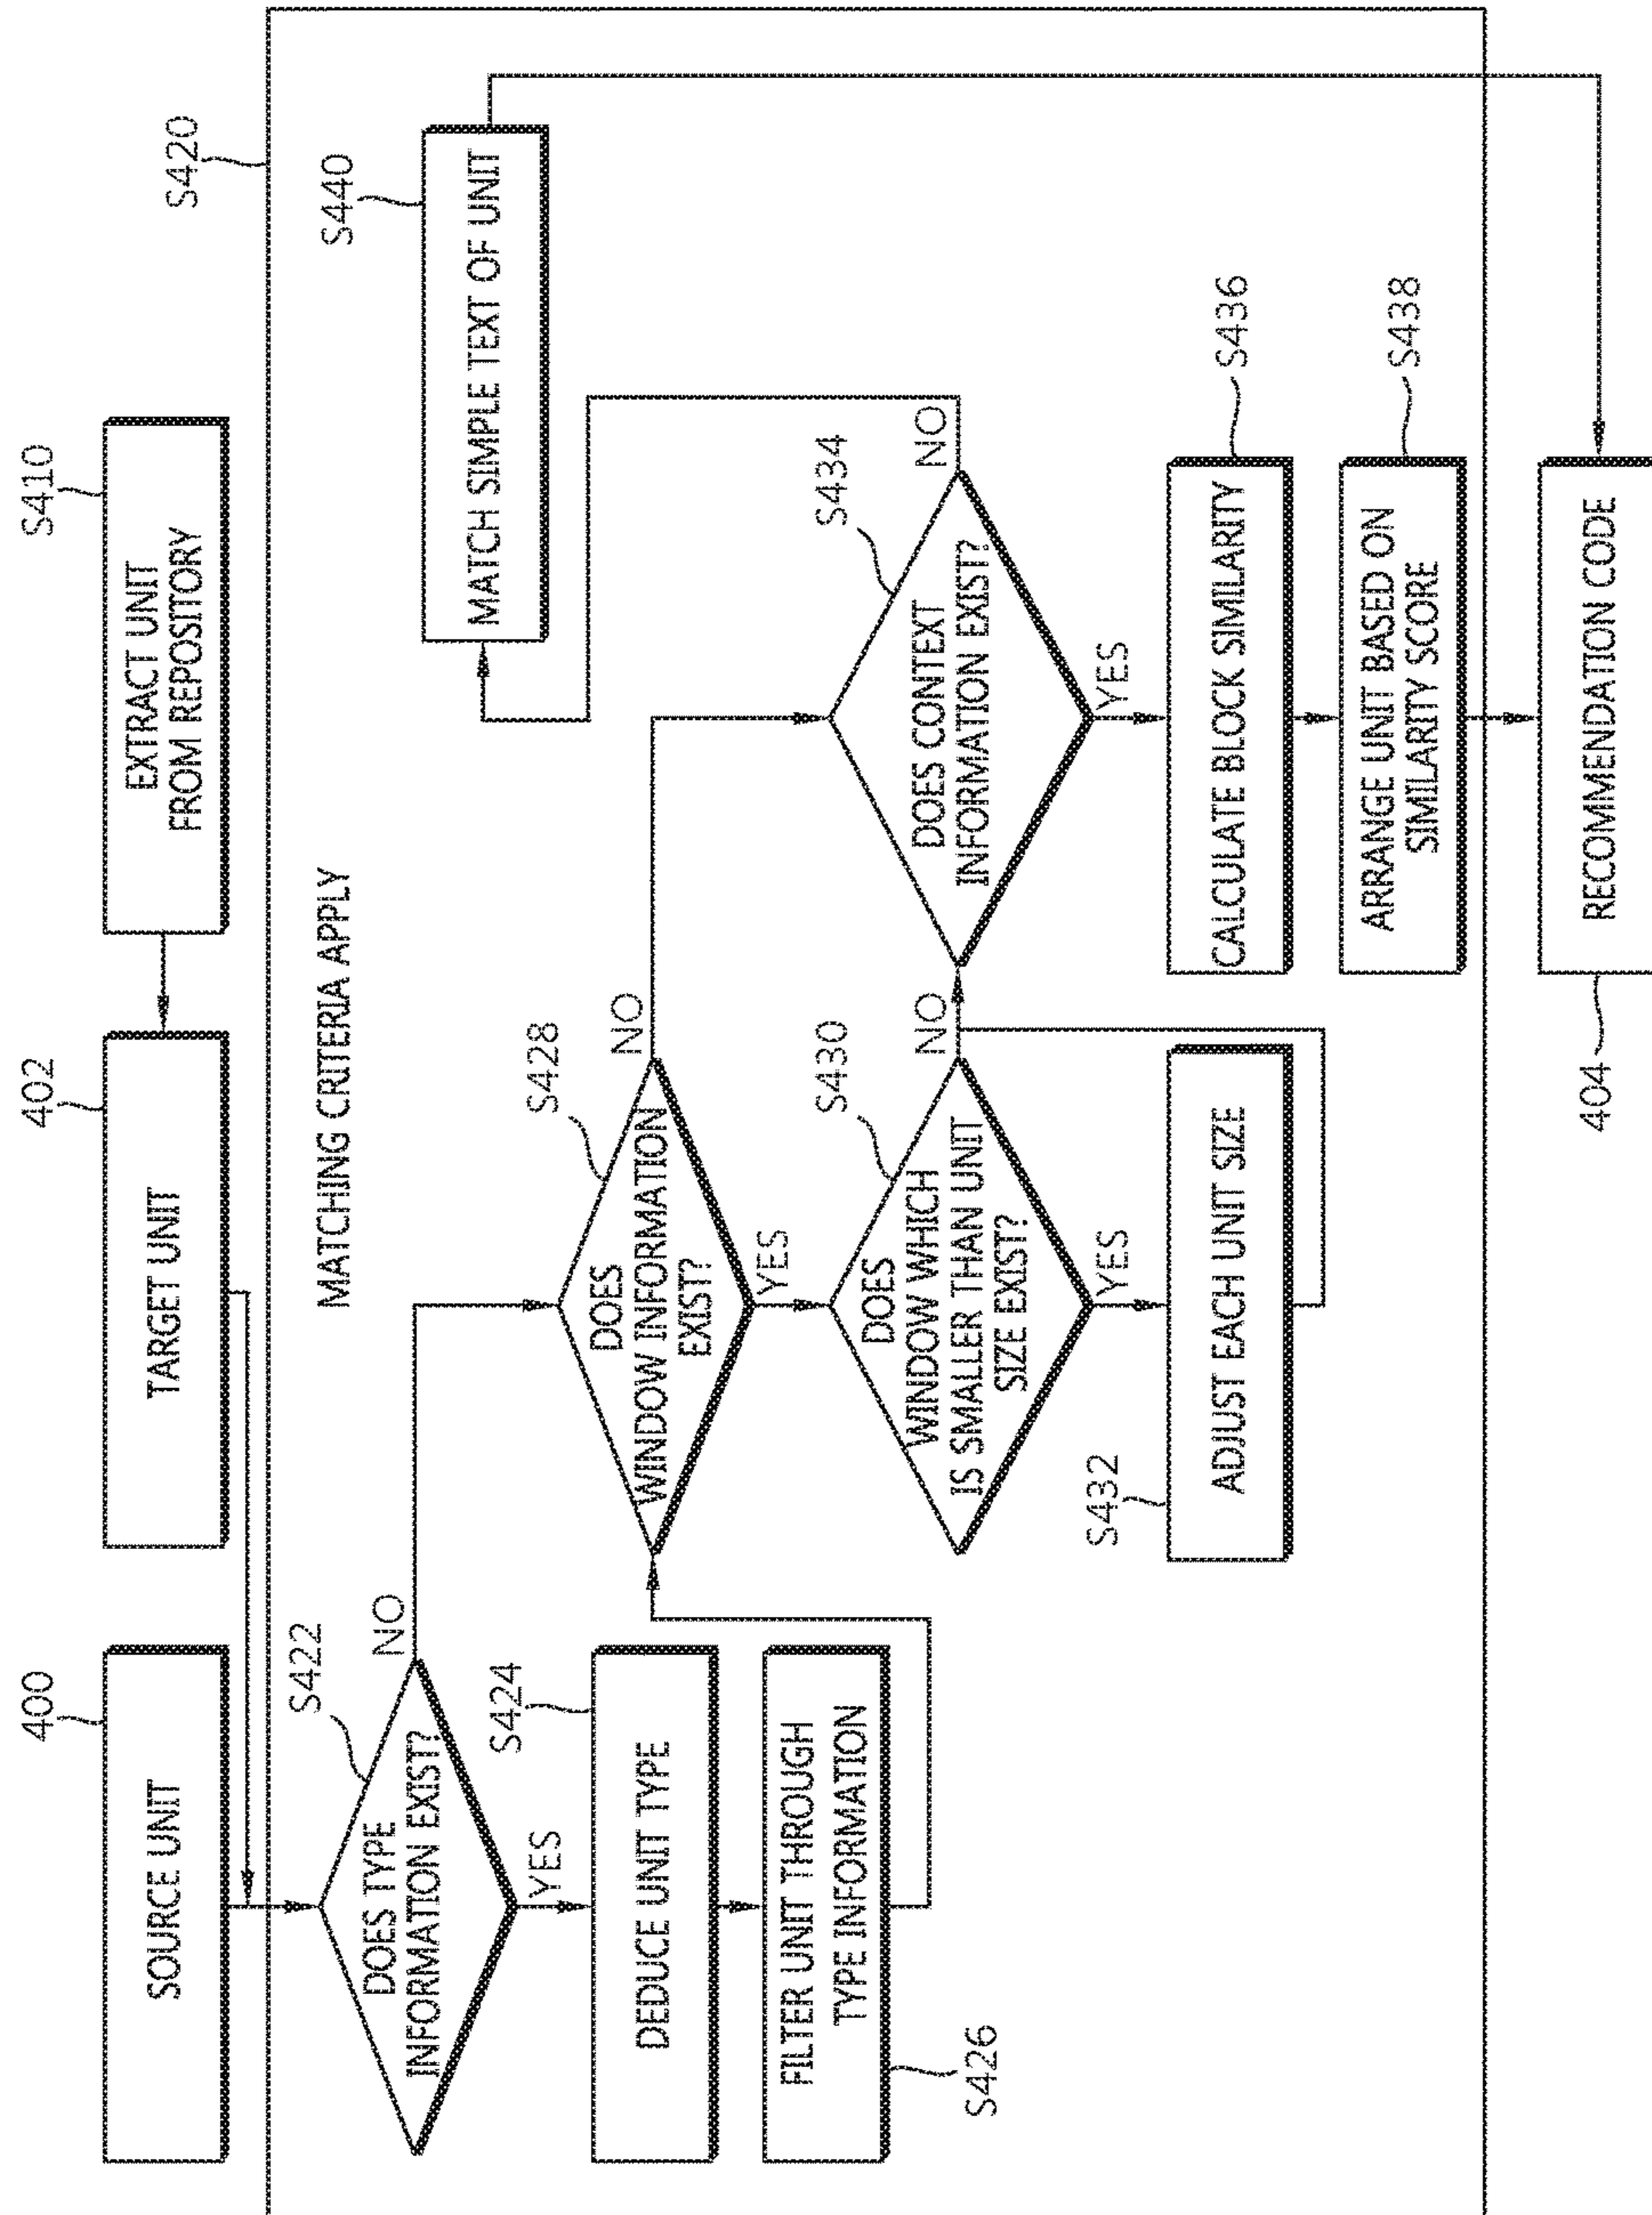 400
SOURCE UNIT
402
TARGET UNIT
S410
EXTRACT UNIT
FROM REPOSITORY
S420
MATCHING CRITERIA APPLY
S422
DOES TYPE
INFORMATION EXIST?
NO
YES
S424
DEDUCE UNIT TYPE
FILTER UNIT THROUGH
TYPE INFORMATION
S426
S428
DOES
WINDOW INFORMATION
EXIST?
NO
YES
S430
DOES
WINDOW WHICH
IS SMALLER THAN UNIT
SIZE EXIST?
NO
YES
S432
ADJUST EACH UNIT SIZE
S434
DOES CONTEXT
INFORMATION EXIST?
NO
YES
S440
MATCH SIMPLE TEXT OF UNIT
CALCULATE BLOCK SIMILARITY
S436
ARRANGE UNIT BASED ON
SIMILARITY SCORE
S438
404
RECOMMENDATION CODE